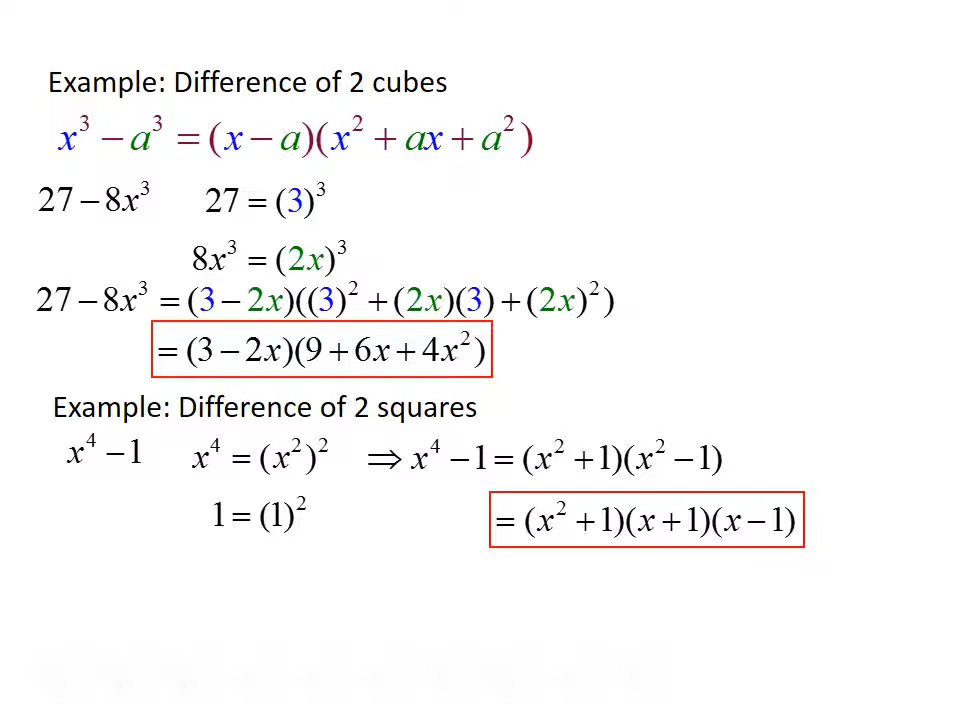 Example: Difference of 2 cubes
x³ − a³ = (x − a)(x² + ax + a²)
27 − 8x³   27 = (3)³
8x³ = (2x)³
27 − 8x³ = (3 − 2x)((3)² + (2x)(3) + (2x)²)
= (3 − 2x)(9 + 6x + 4x²)
Example: Difference of 2 squares
x⁴ − 1   x⁴ = (x²)²   ⇒ x⁴ − 1 = (x² + 1)(x² − 1)
1 = (1)²   = (x² + 1)(x + 1)(x − 1)